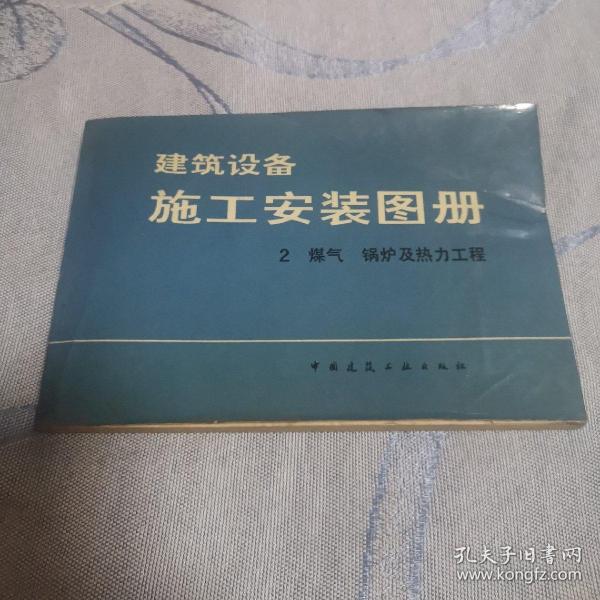 建筑设备
施工安装图册
2 煤气 锅炉及热力工程
中国建筑工业出版社
孔夫子旧書网
www.kongfz.com